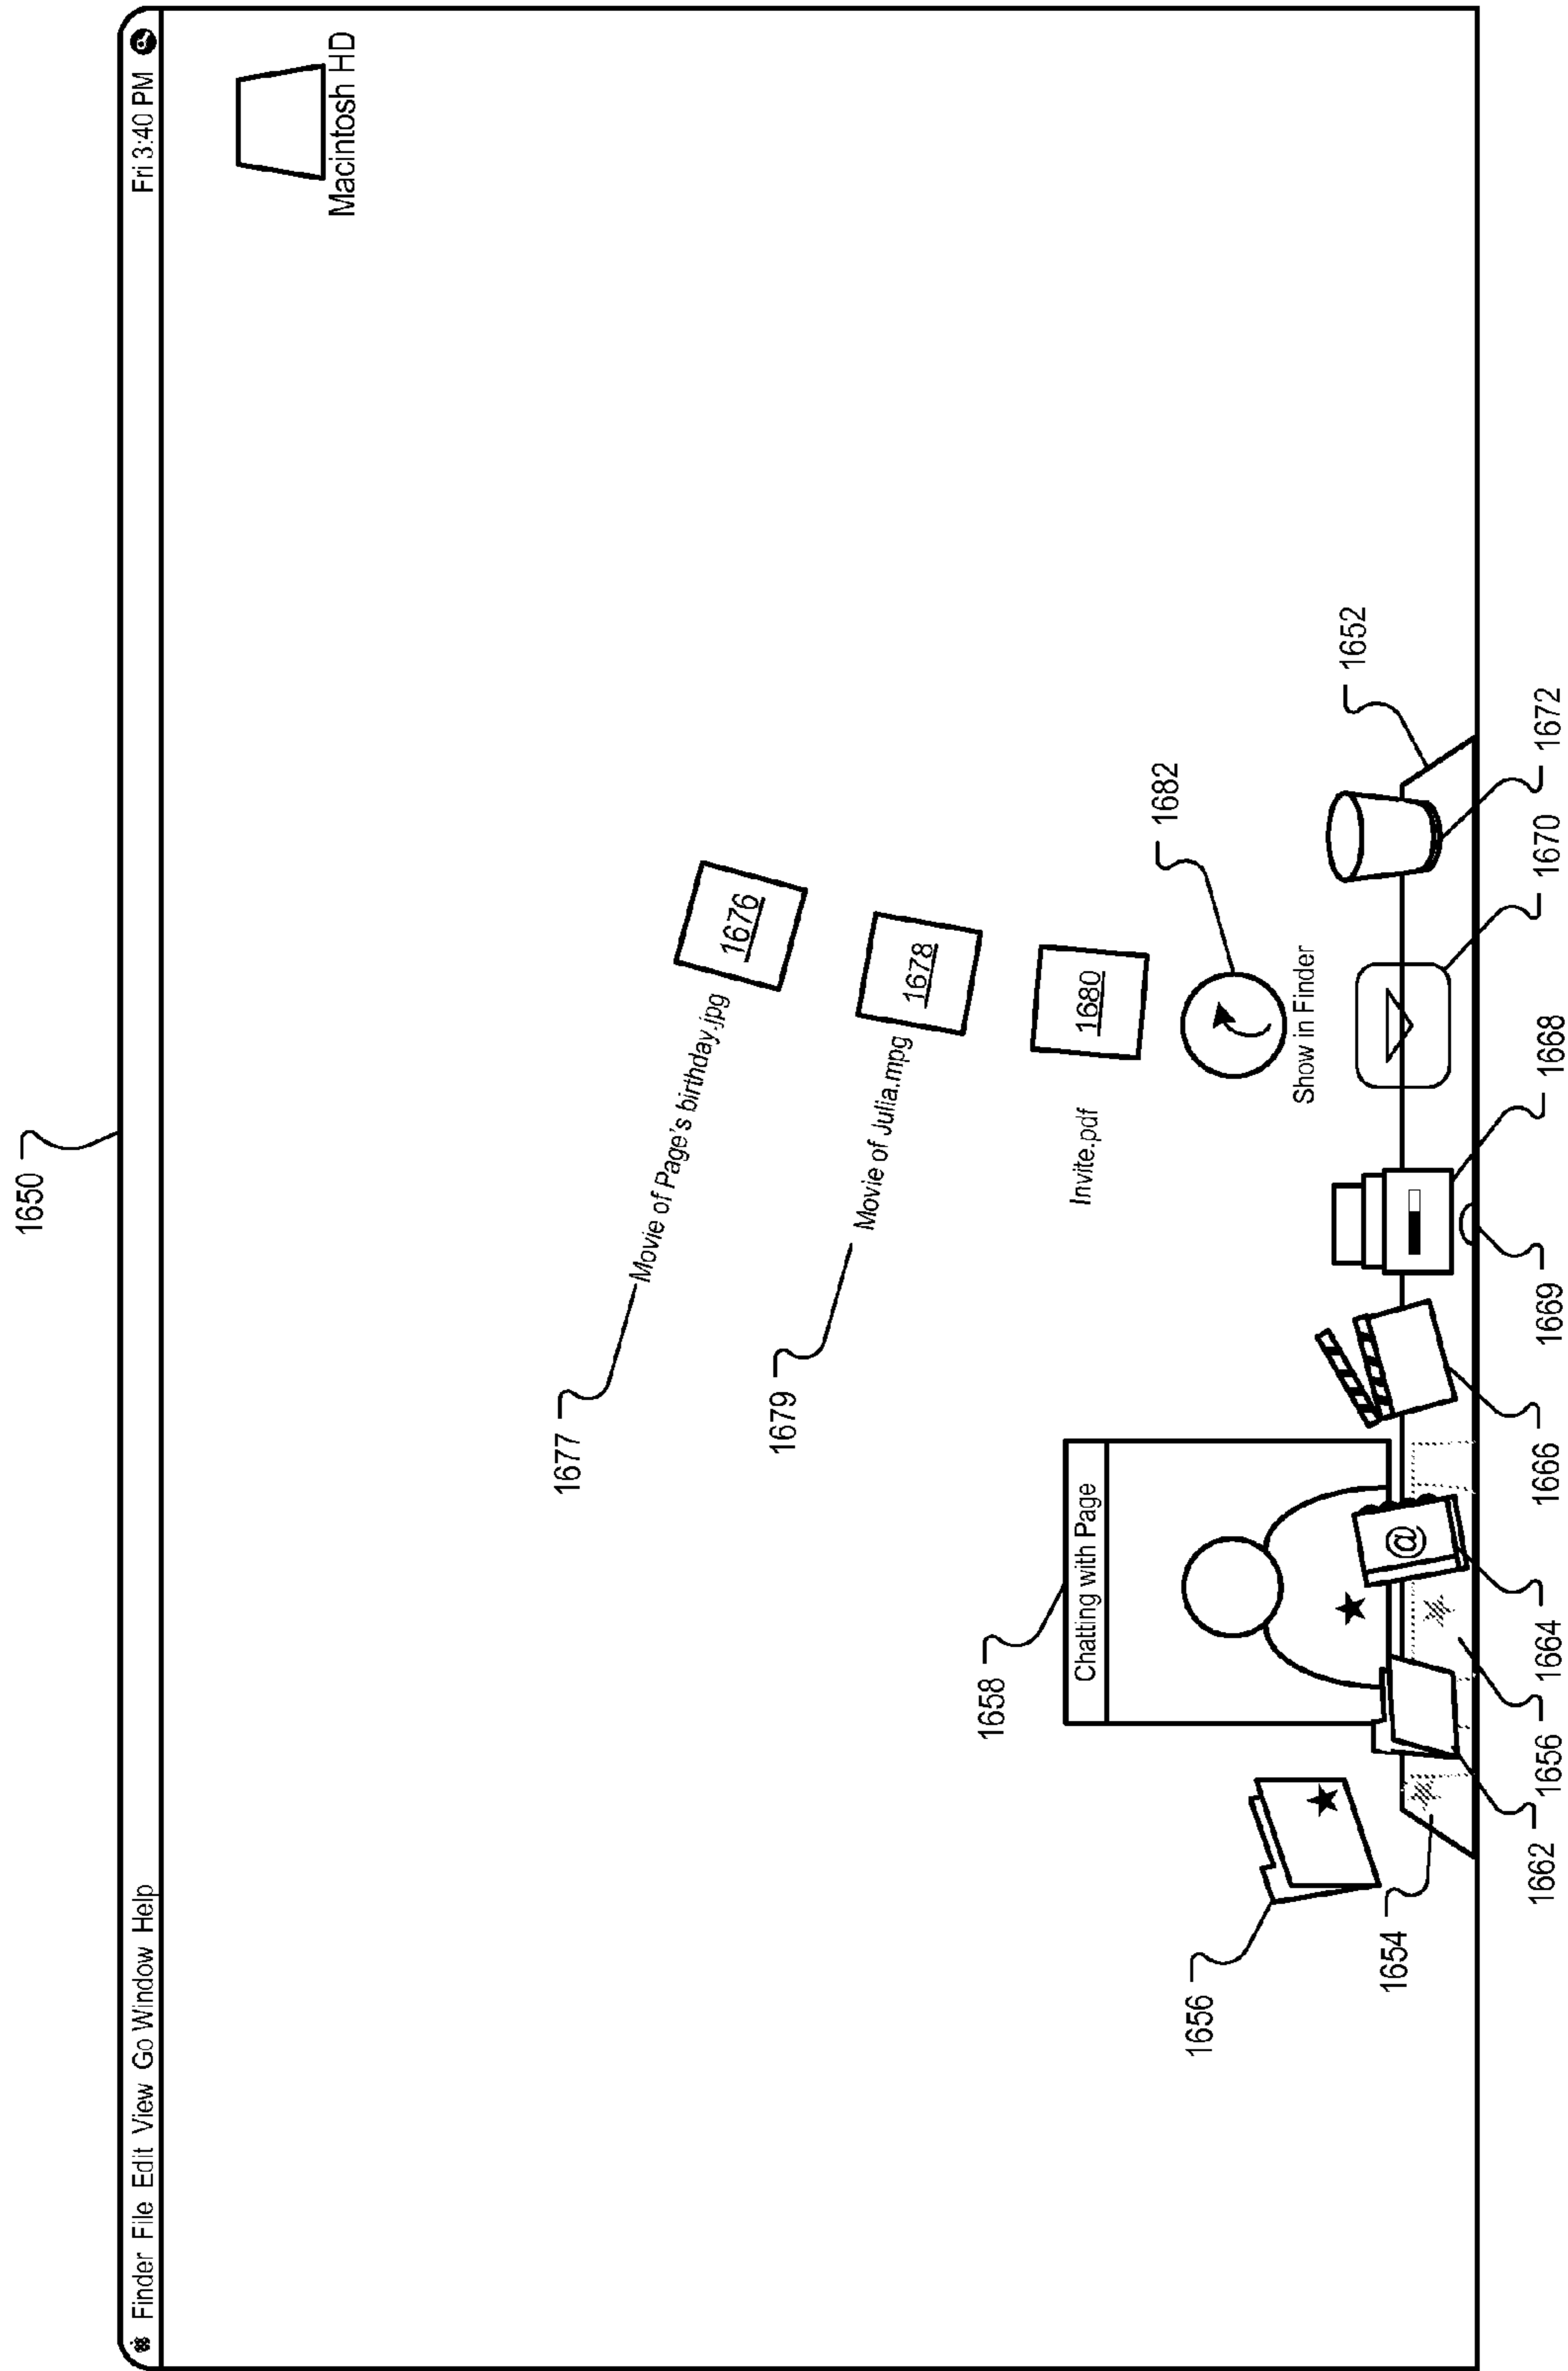 1650
Finder File Edit View Go Window Help
Fri 3:40 PM
Macintosh HD
1677
Movie of Page's birthday.jpg
1676
1679
Movie of Julia.mpg
1678
Invite.pdf
1680
1682
Show in Finder
1658
Chatting with Page
1656
1654
@
1652
1662
1656
1664
1666
1669
1668
1670
1672